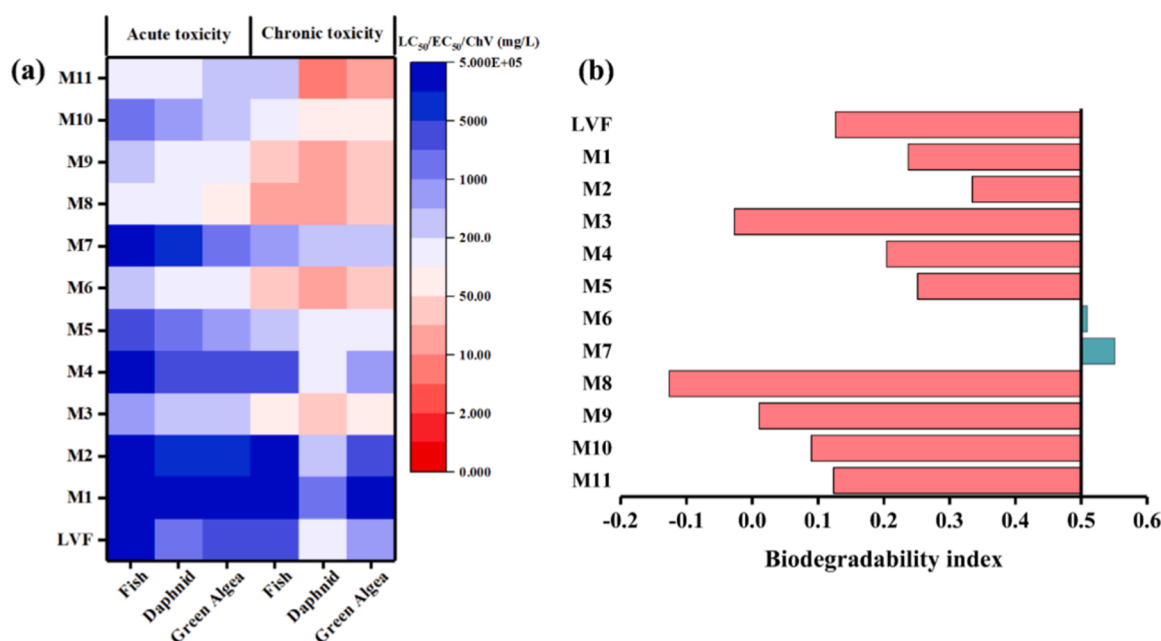 Acute toxicity Chronic toxicity
LC50/EC50/ChV (mg/L)
(a)
M11
M10
M9
M8
M7
M6
M5
M4
M3
M2
M1
LVF
Fish
Daphnid
Green Algea
Fish
Daphnid
Green Algea
5.000E+05
5000
1000
200.0
50.00
10.00
2.000
0.000
(b)
LVF
M1
M2
M3
M4
M5
M6
M7
M8
M9
M10
M11
-0.2 -0.1 0.0 0.1 0.2 0.3 0.4 0.5 0.6
Biodegradability index